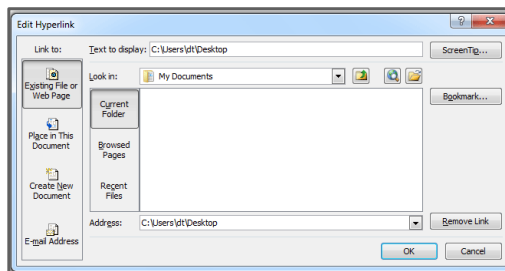 Edit Hyperlink
Link to:
Text to display: C:\Users\dt\Desktop
ScreenTip...
Existing File or
Web Page
Look in:
My Documents
Bookmark...
Place in This
Document
Current
Folder
Browsed
Pages
Create New
Document
Recent
Files
Address:
C:\Users\dt\Desktop
Remove Link
E-mail Address
OK
Cancel